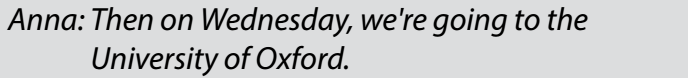 Anna: Then on Wednesday, we're going to the
University of Oxford.